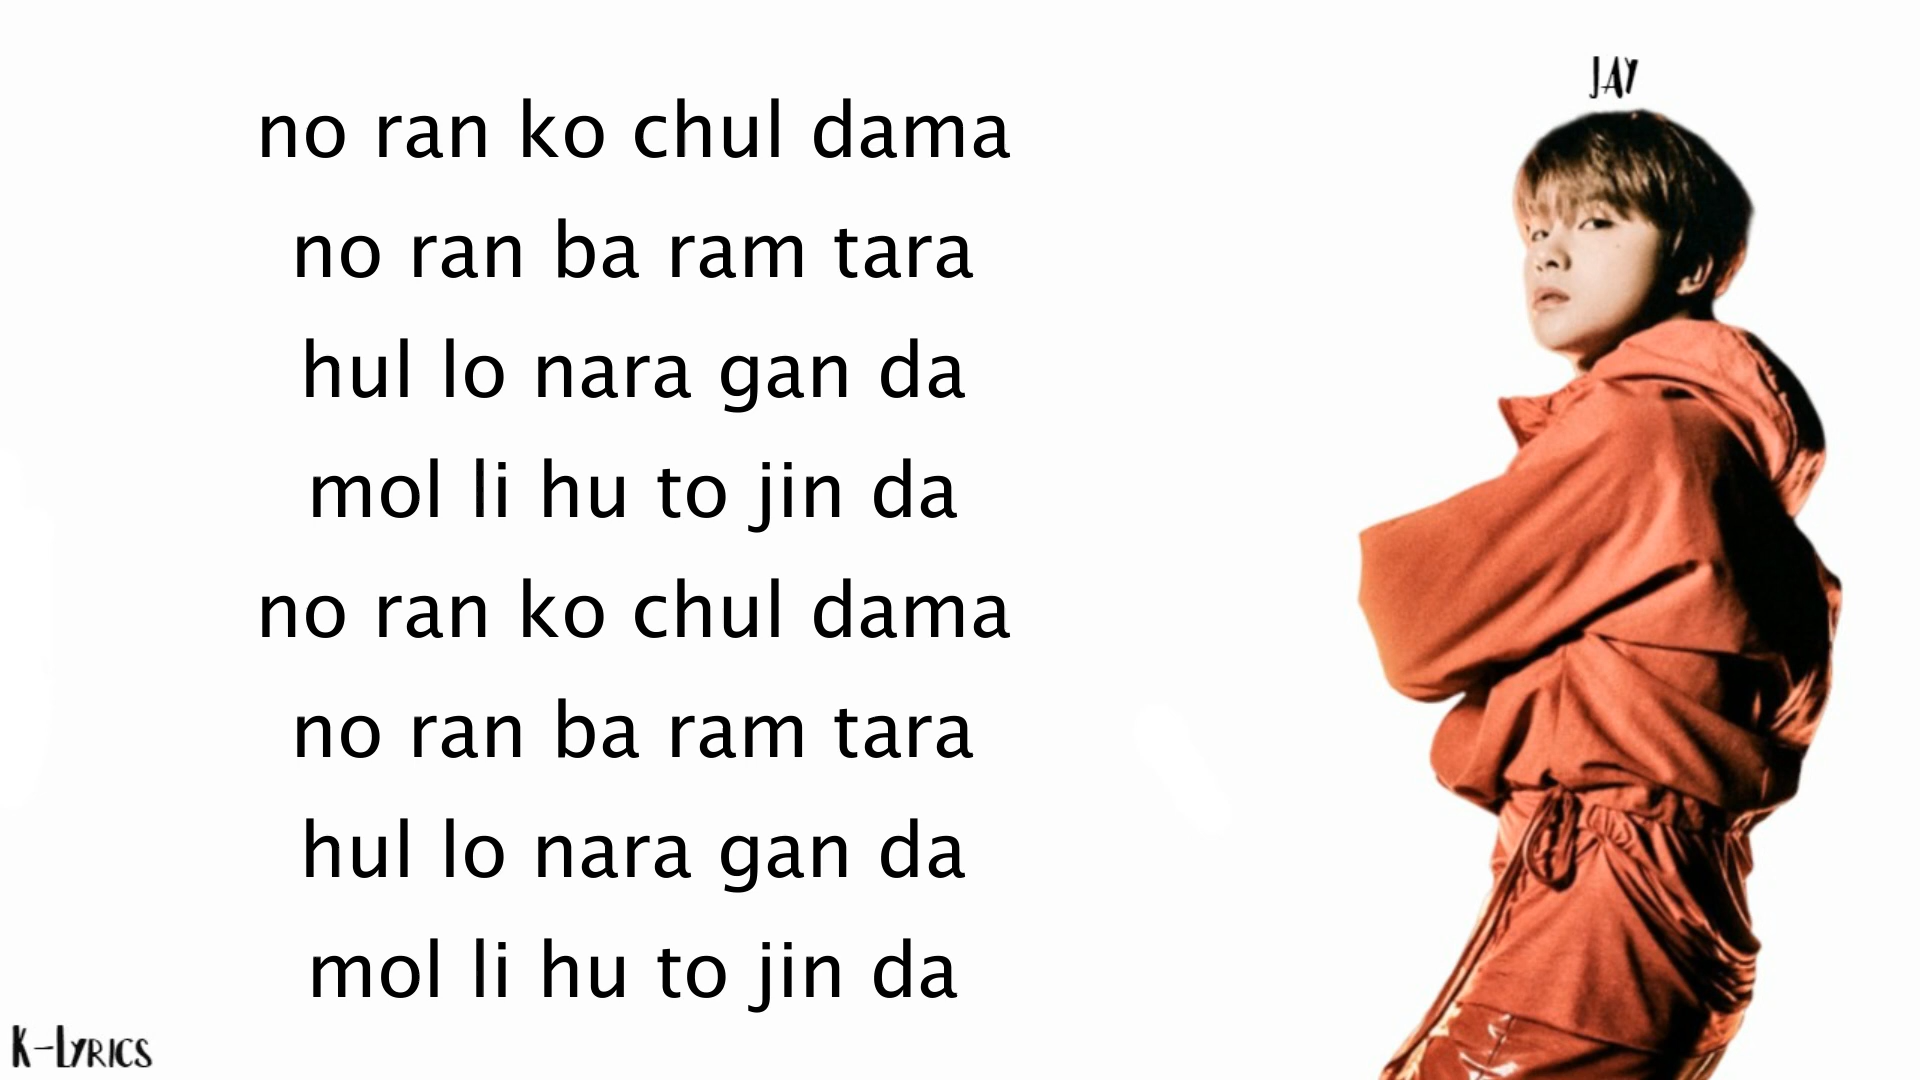 JAY
no ran ko chul dama
no ran ba ram tara
hul lo nara gan da
mol li hu to jin da
no ran ko chul dama
no ran ba ram tara
hul lo nara gan da
mol li hu to jin da
K-LYRICS